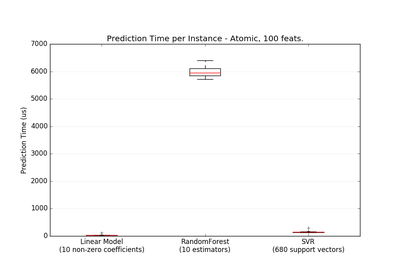 Prediction Time per Instance - Atomic, 100 feats.
7000
6000
5000
4000
3000
2000
1000
0
Prediction Time (us)
Linear Model
(10 non-zero coefficients)
RandomForest
(10 estimators)
SVR
(680 support vectors)